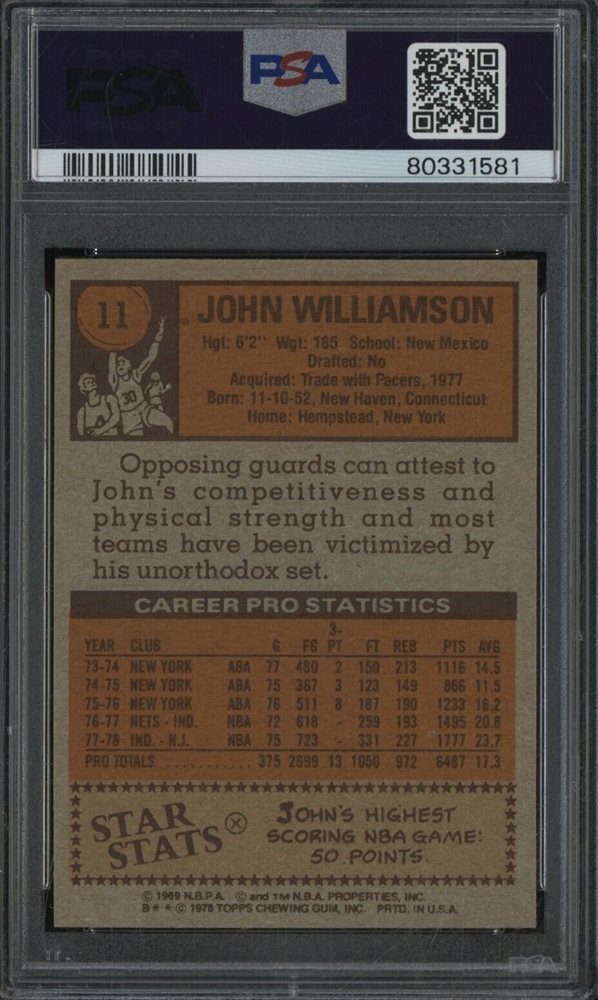 PSA
PSA
80331581
11
JOHN WILLIAMSON
Hgt: 6'2" Wgt: 185 School: New Mexico
Drafted: No
Acquired: Trade with Pacers, 1977
Born: 11-10-52, New Haven, Connecticut
Home: Hempstead, New York
30
Opposing guards can attest to
John's competitiveness and
physical strength and most
teams have been victimized by
his unorthodox set.
CAREER PRO STATISTICS
YEAR CLUB G FG 3-PT FT REB PTS AVG
73-74 NEW YORK ABA 77 480 2 150 213 1116 14.5
74-75 NEW YORK ABA 75 367 3 123 149 866 11.5
75-76 NEW YORK ABA 76 511 8 187 190 1233 16.2
76-77 NETS - IND. NBA 72 618 - 259 193 1495 20.8
77-78 IND. - N.J. NBA 75 723 - 331 227 1777 23.7
PRO TOTALS ........... 375 2699 13 1050 972 6487 17.3
STAR
STATS
JOHN'S HIGHEST
SCORING NBA GAME:
50 POINTS.
© 1969 N.B.P.A. © and TM N.B.A. PROPERTIES, INC.
B * * © 1978 TOPPS CHEWING GUM, INC. PRTD. IN U.S.A.
PSA